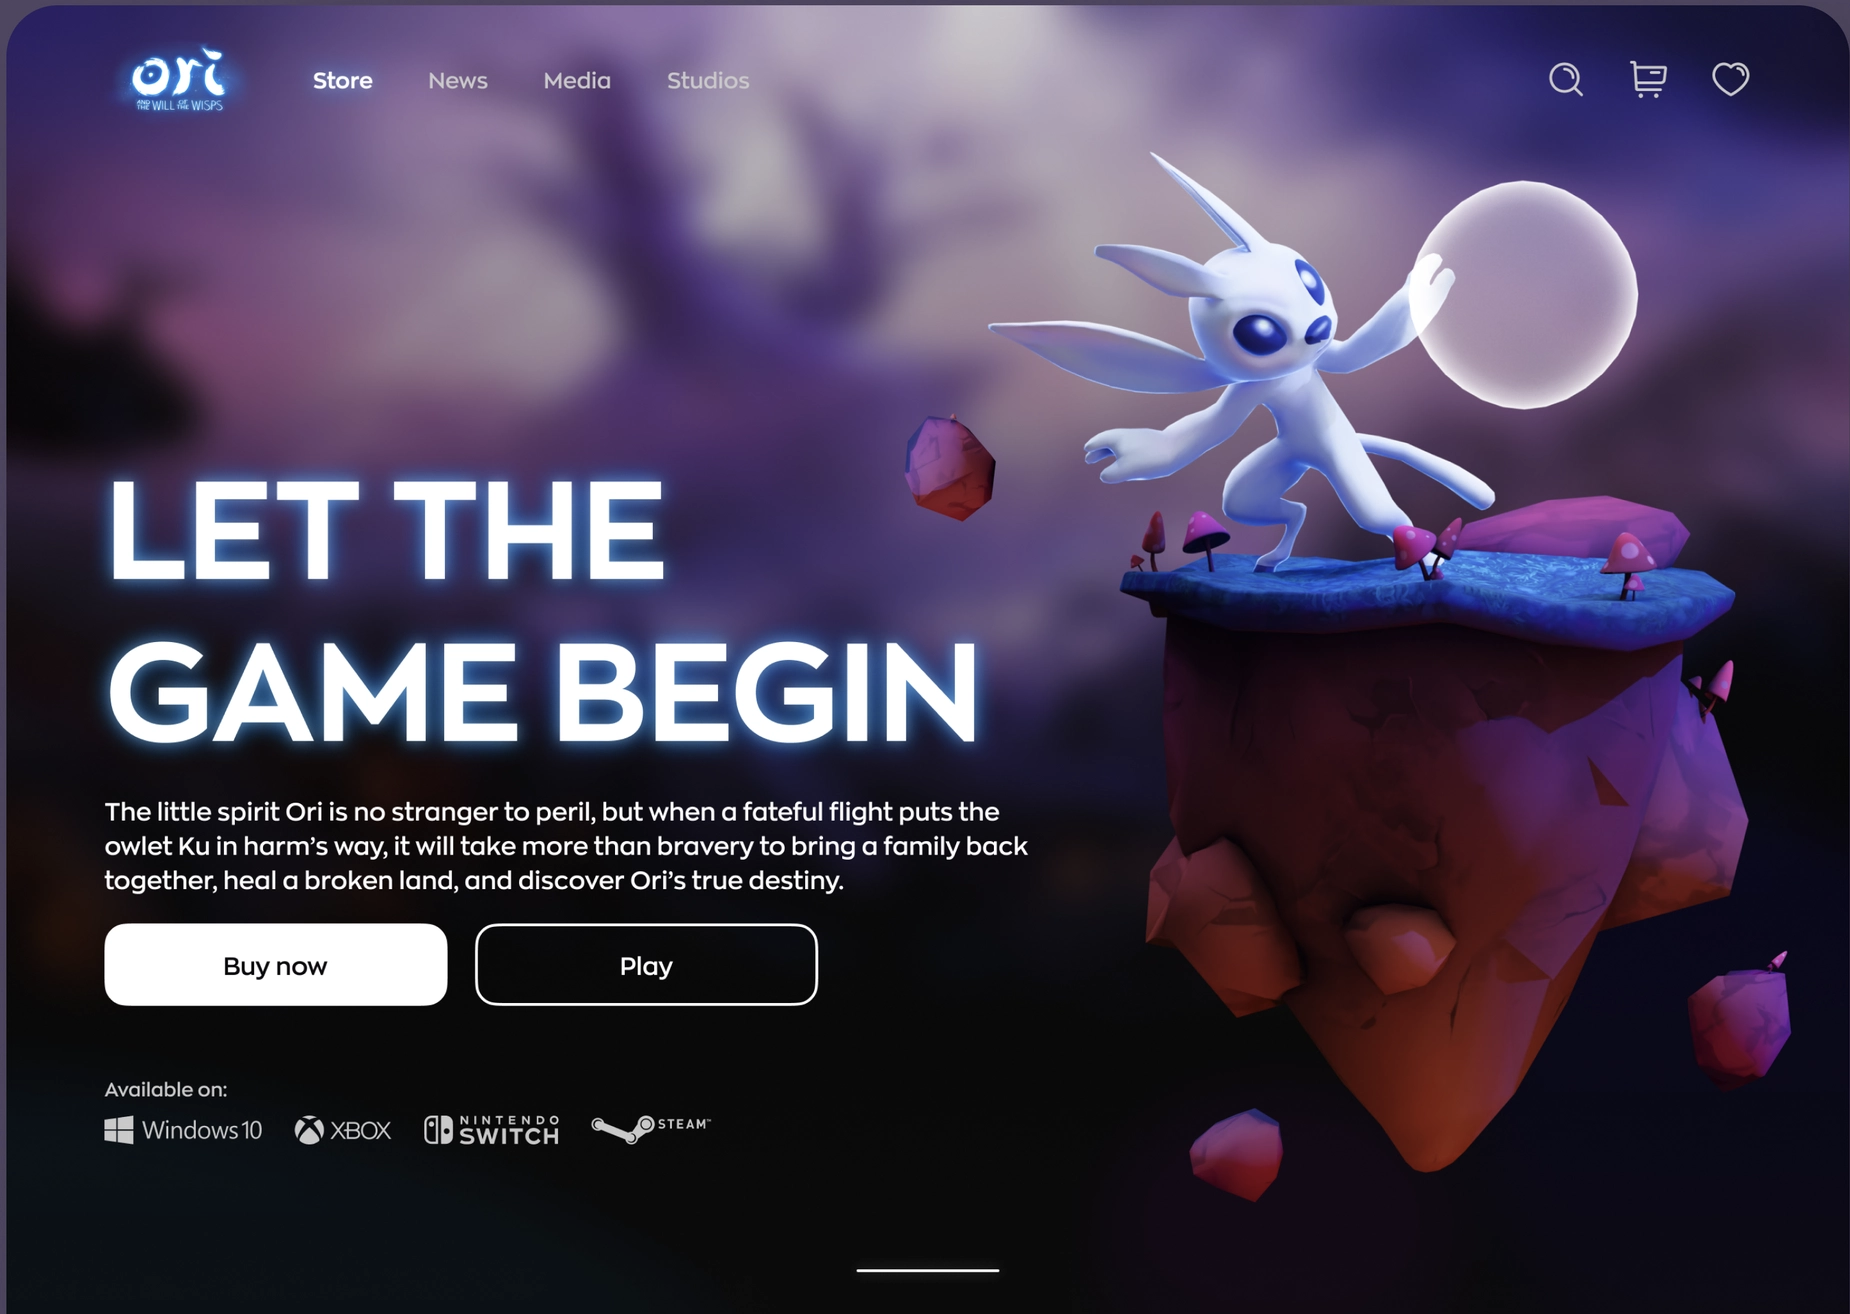 ori
AND THE WILL OF THE WISPS
Store
News
Media
Studios
LET THE
GAME BEGIN
The little spirit Ori is no stranger to peril, but when a fateful flight puts the
owlet Ku in harm’s way, it will take more than bravery to bring a family back
together, heal a broken land, and discover Ori’s true destiny.
Buy now
Play
Available on:
Windows 10
XBOX
NINTENDO
SWITCH
STEAM™